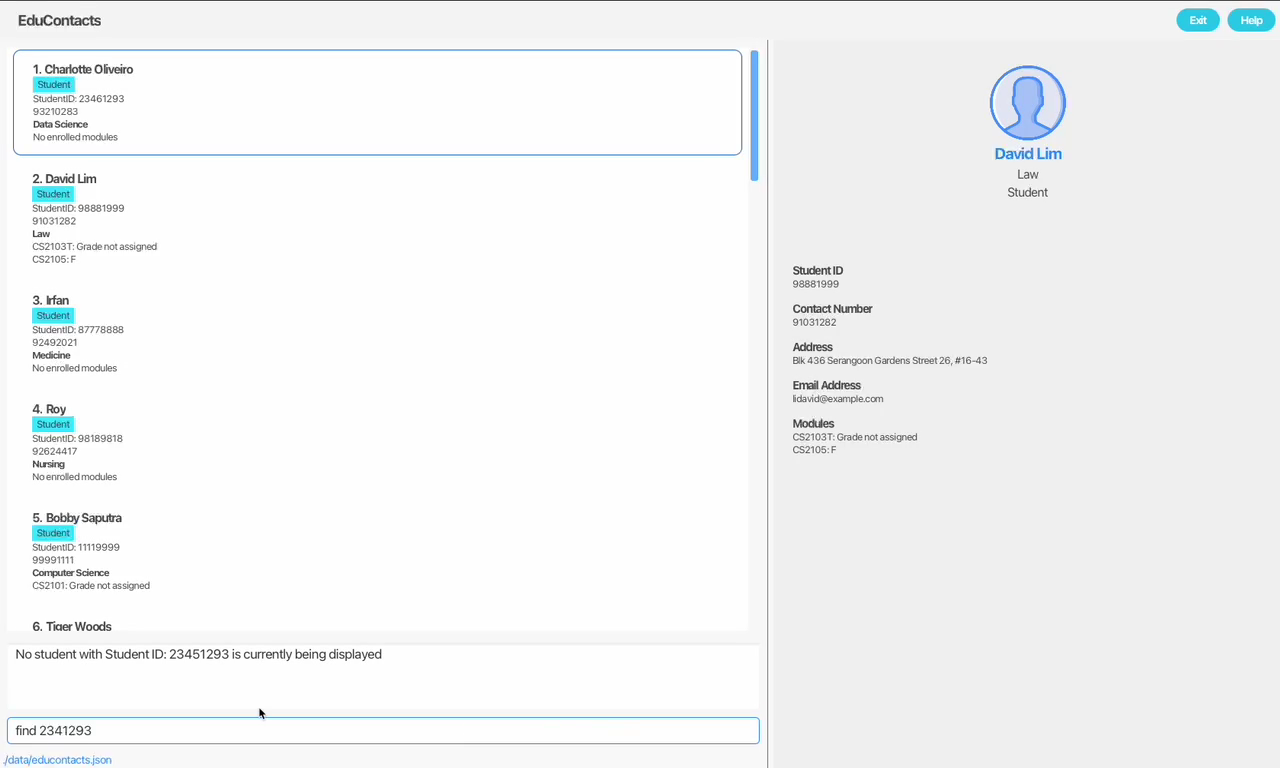 EduContacts
Exit
Help
1. Charlotte Oliveiro
Student
StudentID: 23461293
93210283
Data Science
No enrolled modules
2. David Lim
Student
StudentID: 98881999
91031282
Law
CS2103T: Grade not assigned
CS2105: F
3. Irfan
Student
StudentID: 87778888
92492021
Medicine
No enrolled modules
4. Roy
Student
StudentID: 98189818
92624417
Nursing
No enrolled modules
5. Bobby Saputra
Student
StudentID: 11119999
99991111
Computer Science
CS2101: Grade not assigned
6. Tiger Woods
No student with Student ID: 23451293 is currently being displayed
find 2341293
./data/educontacts.json
David Lim
Law
Student
Student ID
98881999
Contact Number
91031282
Address
Blk 436 Serangoon Gardens Street 26, #16-43
Email Address
lidavid@example.com
Modules
CS2103T: Grade not assigned
CS2105: F